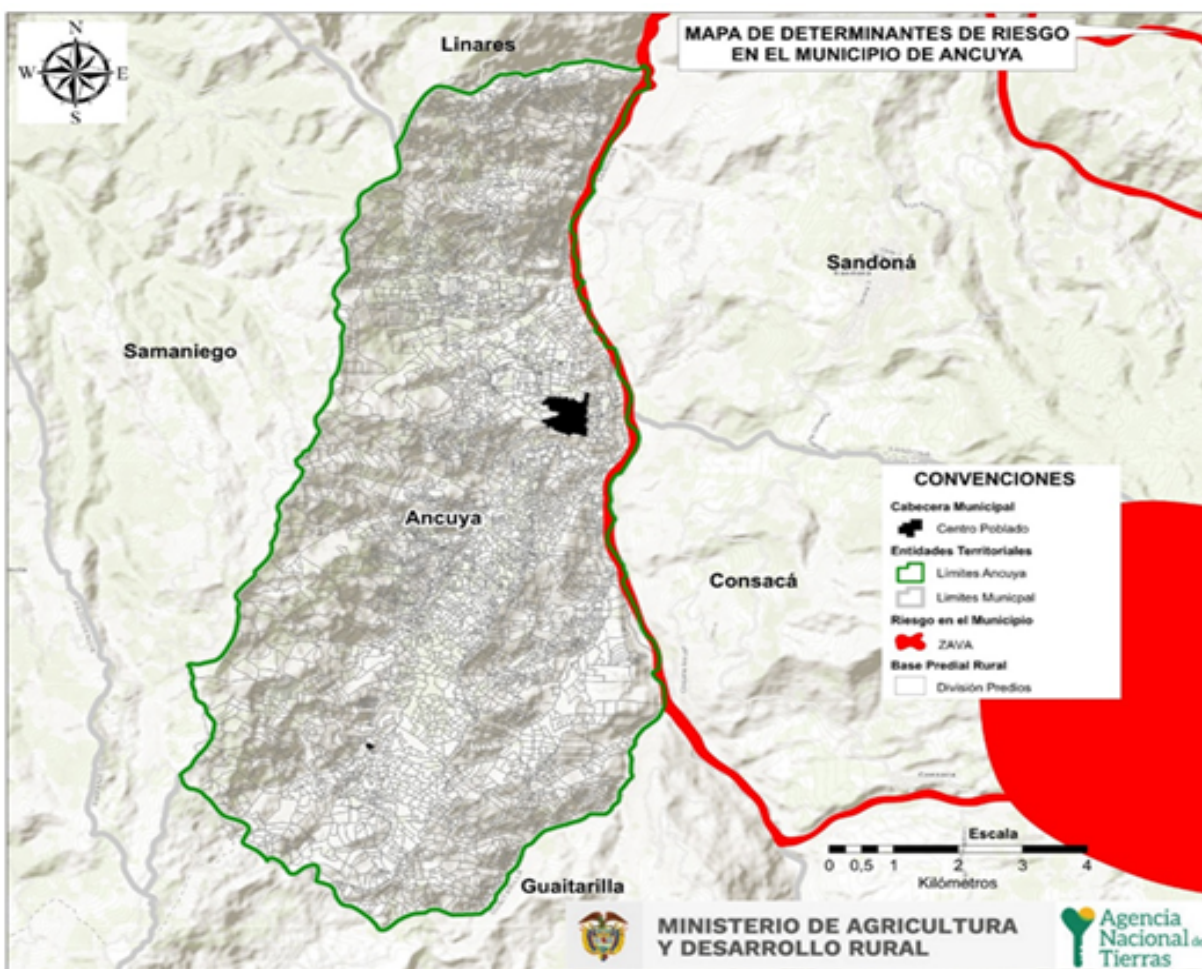 MAPA DE DETERMINANTES DE RIESGO
EN EL MUNICIPIO DE ANCUYA
N
W E
S
Linares
Sandoná
Samaniego
Ancuya
Consacá
Guaitarilla
CONVENCIONES
Cabecera Municipal
Centro Poblado
Entidades Territoriales
Limites Ancuya
Limites Municpal
Riesgo en el Municipio
ZAVA
Base Predial Rural
División Predios
Escala
0 0,5 1 2 3 4
Kilómetros
MINISTERIO DE AGRICULTURA
Y DESARROLLO RURAL
Agencia
Nacional de
Tierras